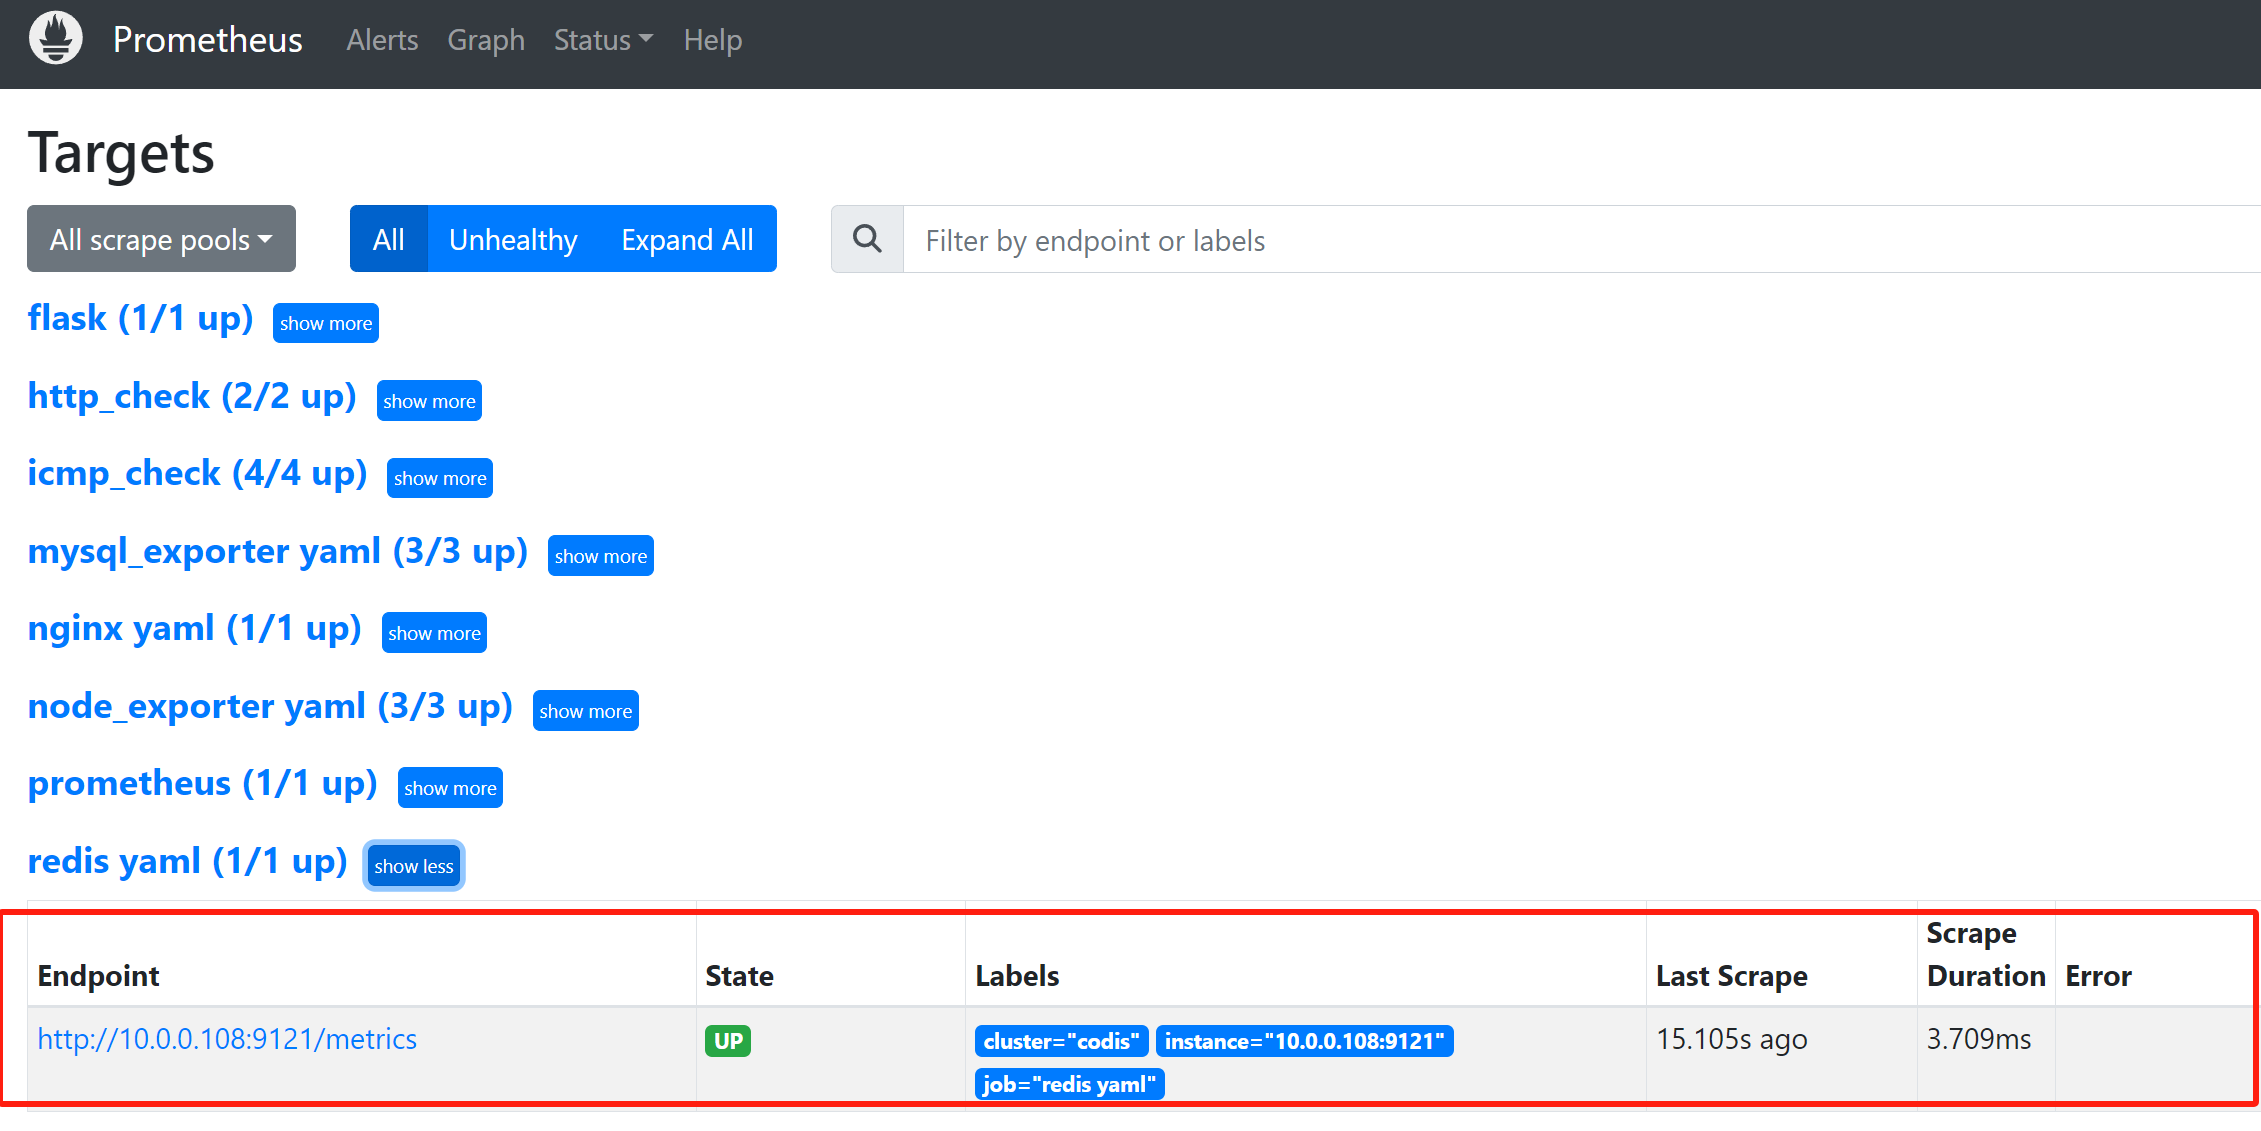 Prometheus Alerts Graph Status Help
Targets
All scrape pools All Unhealthy Expand All Filter by endpoint or labels
flask (1/1 up) show more
http_check (2/2 up) show more
icmp_check (4/4 up) show more
mysql_exporter yaml (3/3 up) show more
nginx yaml (1/1 up) show more
node_exporter yaml (3/3 up) show more
prometheus (1/1 up) show more
redis yaml (1/1 up) show less
Endpoint State Labels Last Scrape Scrape Duration Error
http://10.0.0.108:9121/metrics UP cluster="codis" instance="10.0.0.108:9121" 15.105s ago 3.709ms
job="redis yaml"